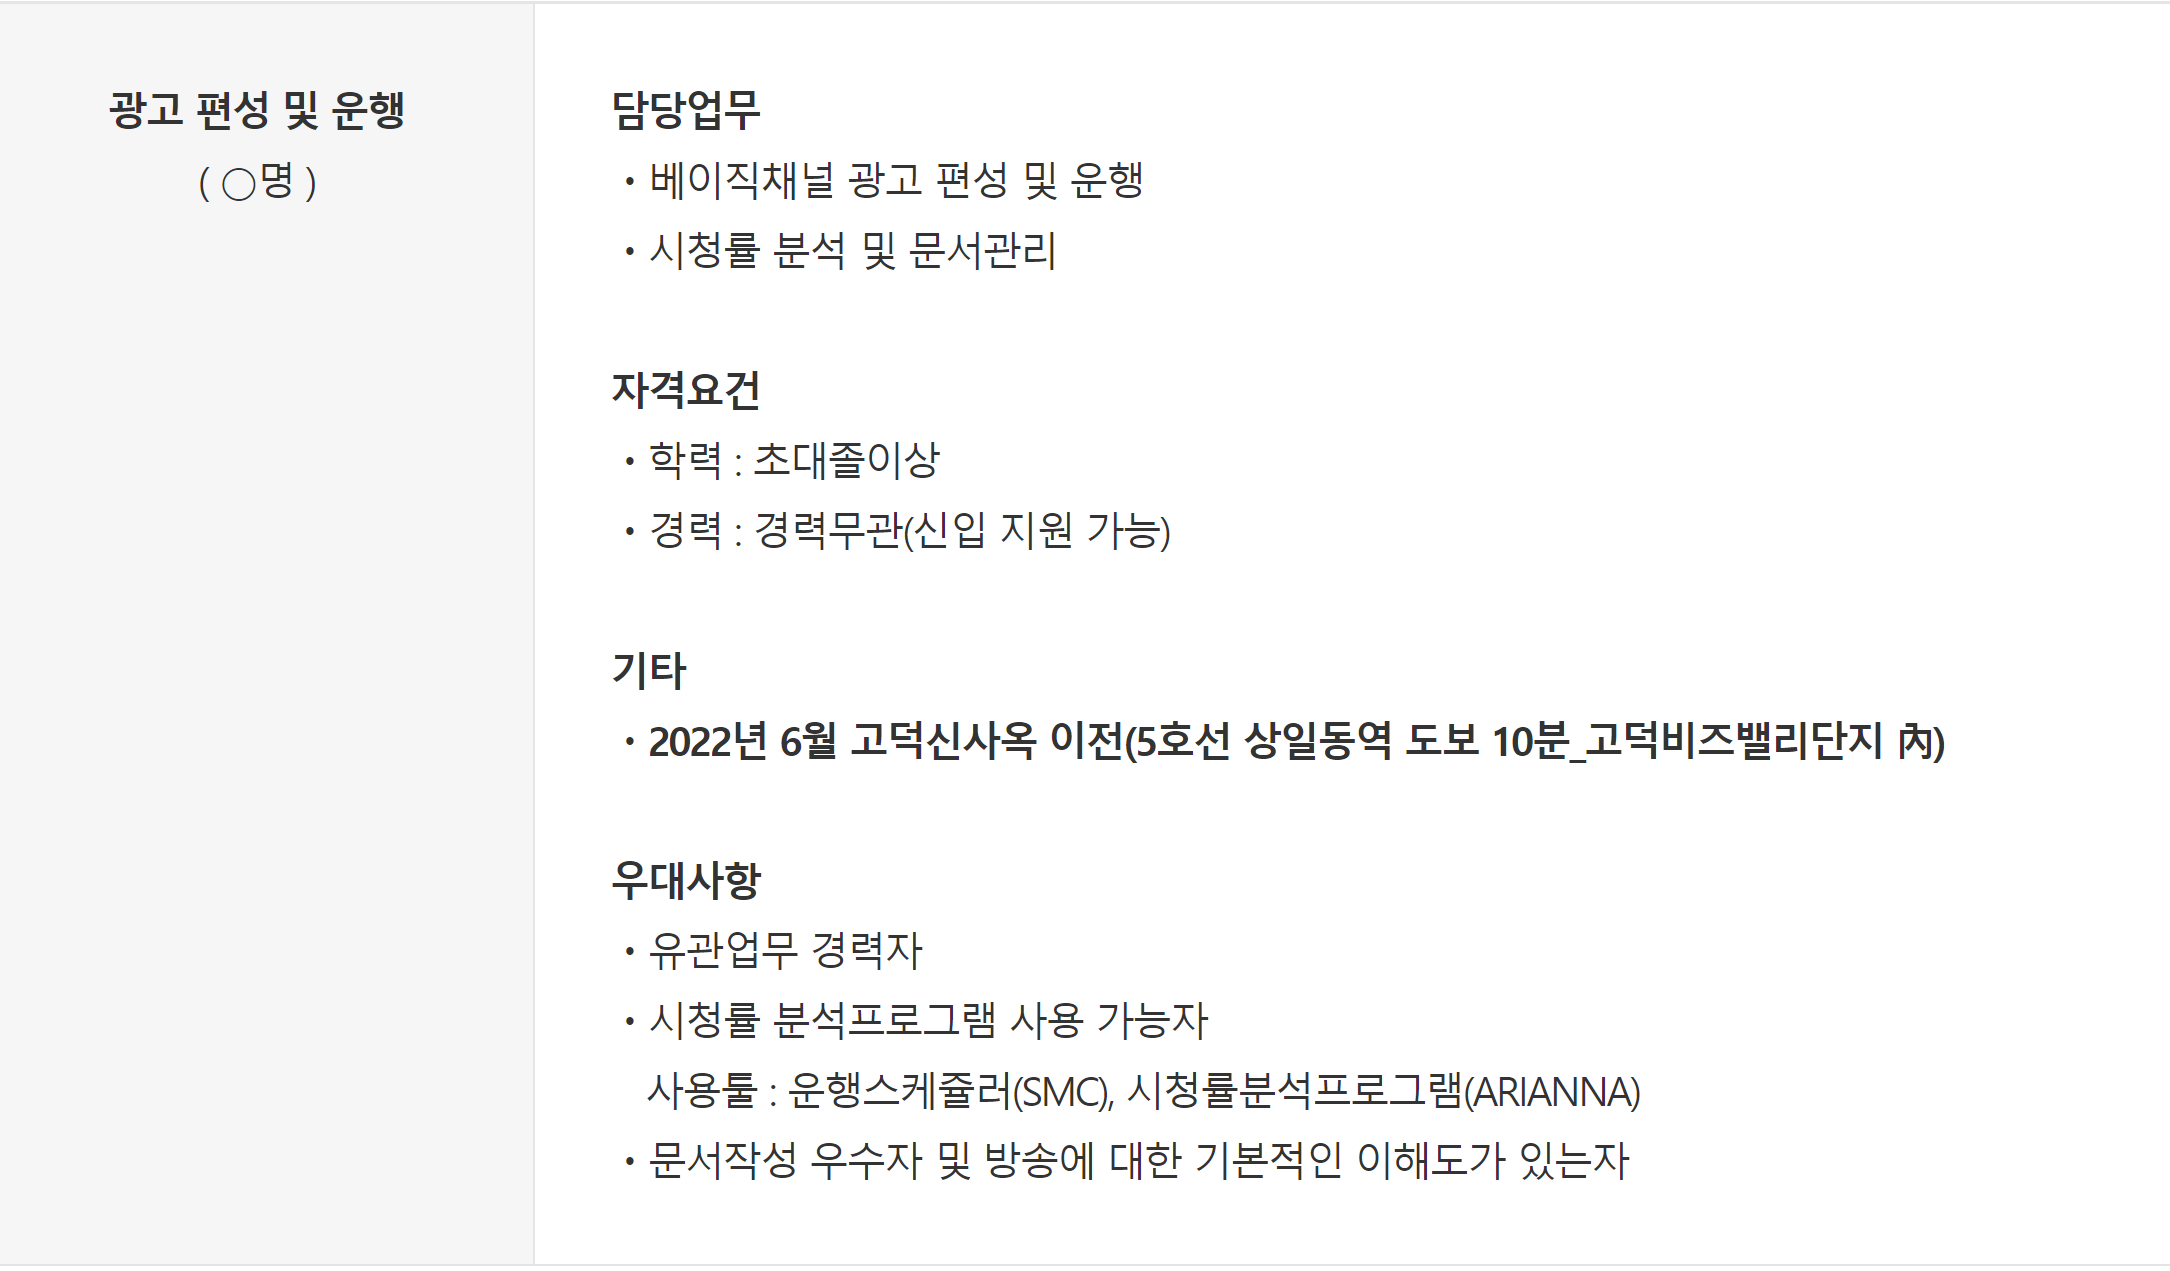 광고 편성 및 운행
( ○명 )
담당업무
・베이직채널 광고 편성 및 운행
・시청률 분석 및 문서관리
자격요건
・학력 : 초대졸이상
・경력 : 경력무관(신입 지원 가능)
기타
・2022년 6월 고덕신사옥 이전(5호선 상일동역 도보 10분_고덕비즈밸리단지 內)
우대사항
・유관업무 경력자
・시청률 분석프로그램 사용 가능자
사용툴 : 운행스케쥴러(SMC), 시청률분석프로그램(ARIANNA)
・문서작성 우수자 및 방송에 대한 기본적인 이해도가 있는자